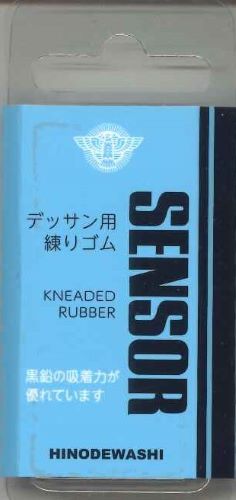 デッサン用
練りゴム
SENSOR
KNEADED
RUBBER
黒鉛の吸着力が
優れています
HINODEWASHI